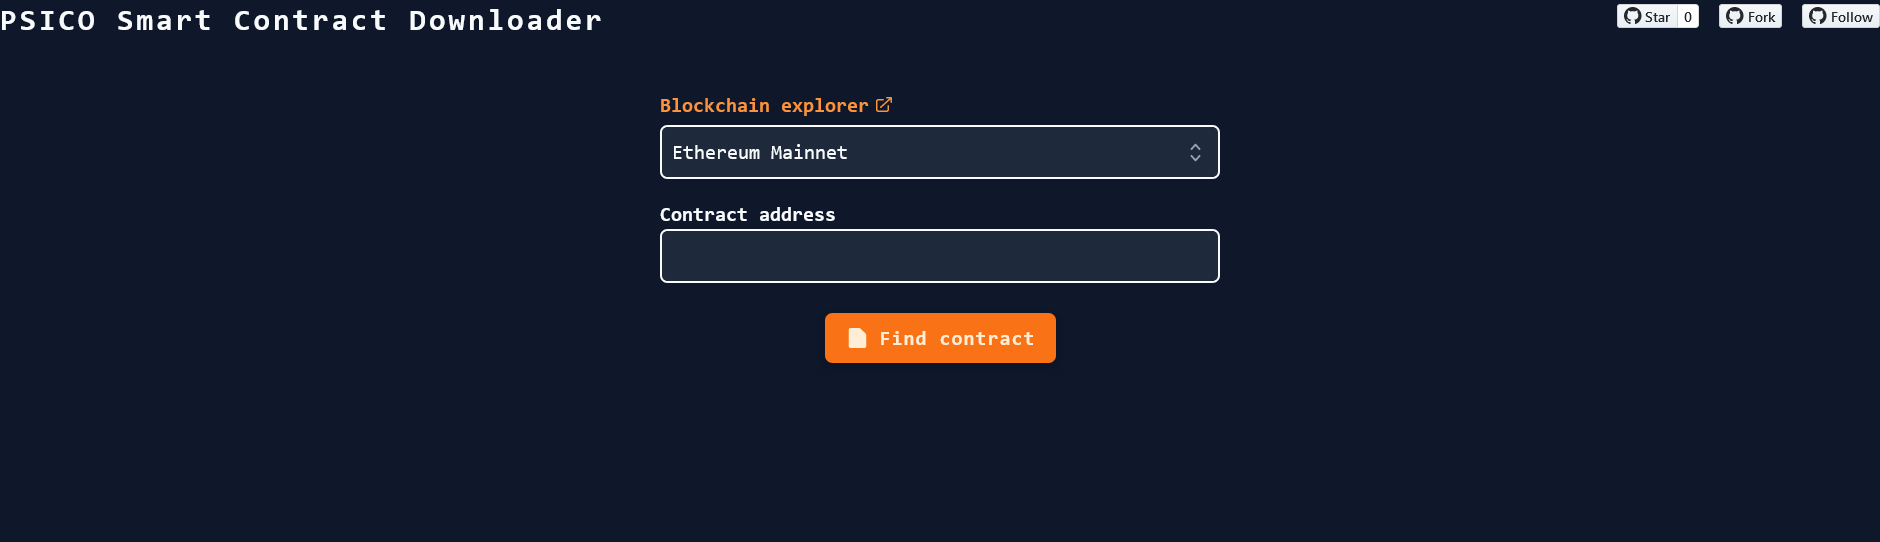 PSICO Smart Contract Downloader
Star 0 Fork Follow
Blockchain explorer
Ethereum Mainnet
Contract address
Find contract